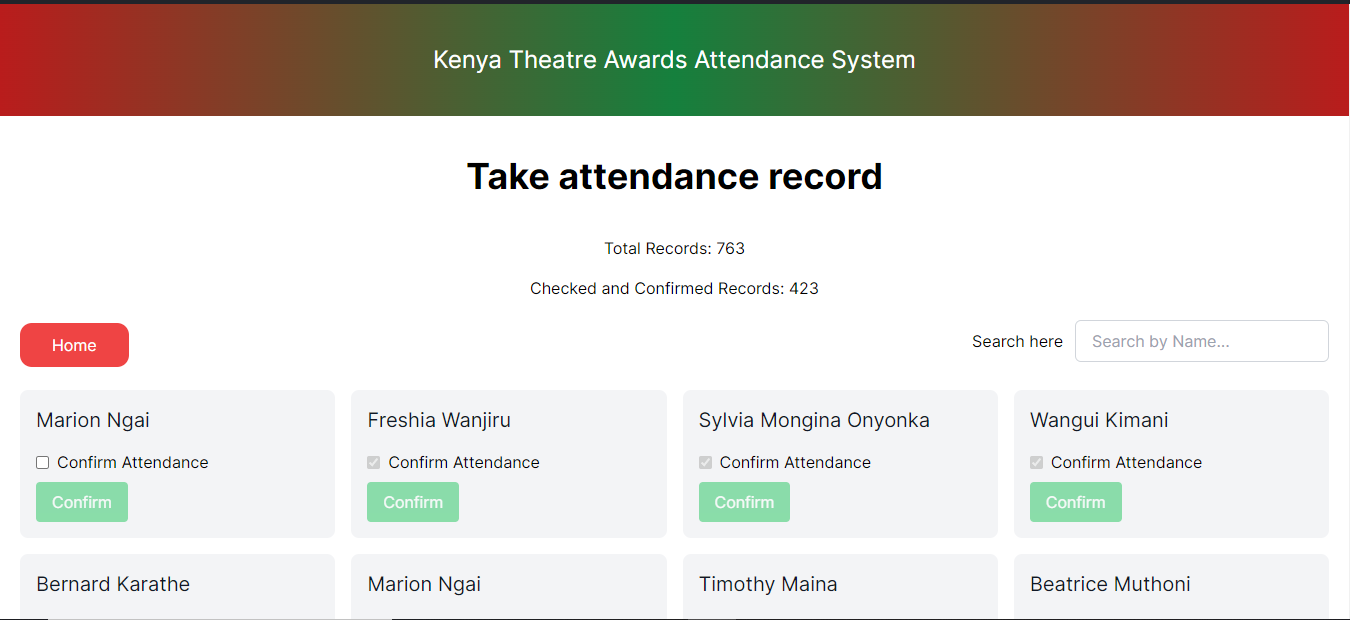 Kenya Theatre Awards Attendance System
Take attendance record
Total Records: 763
Checked and Confirmed Records: 423
Home
Search here
Search by Name...
Marion Ngai
Freshia Wanjiru
Sylvia Mongina Onyonka
Wangui Kimani
Confirm Attendance
Confirm Attendance
Confirm Attendance
Confirm Attendance
Confirm
Confirm
Confirm
Confirm
Bernard Karathe
Marion Ngai
Timothy Maina
Beatrice Muthoni